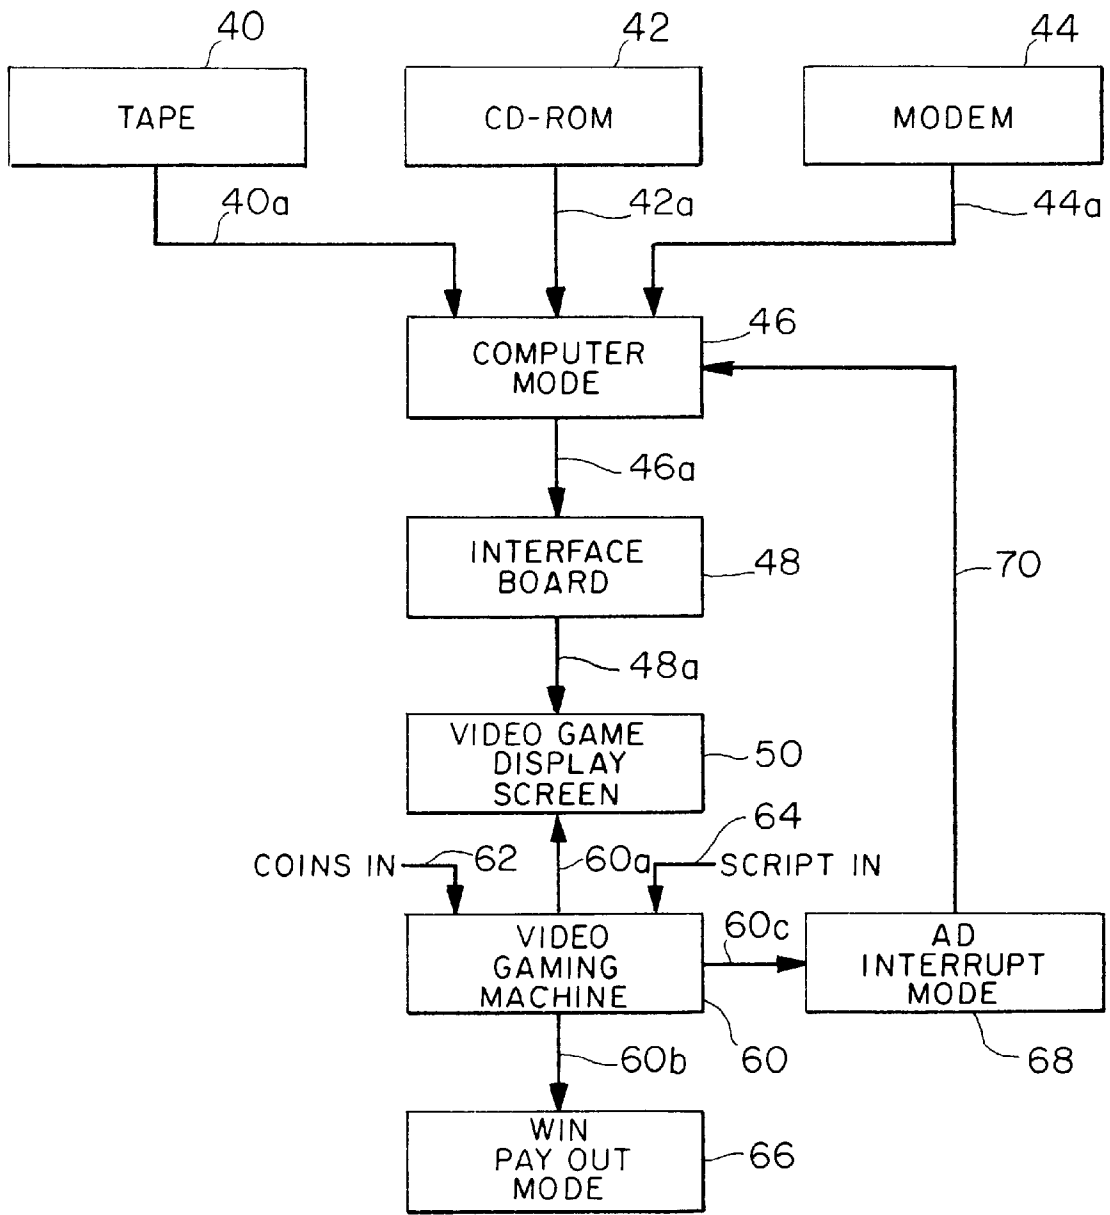 40
42
44
TAPE
CD-ROM
MODEM
40a
42a
44a
46
COMPUTER
MODE
46a
INTERFACE
BOARD
48
70
48a
VIDEO GAME
DISPLAY
SCREEN
50
64
COINS IN
62
60a
SCRIPT IN
VIDEO
GAMING
MACHINE
60c
AD
INTERRUPT
MODE
60b
60
68
WIN
PAY OUT
MODE
66